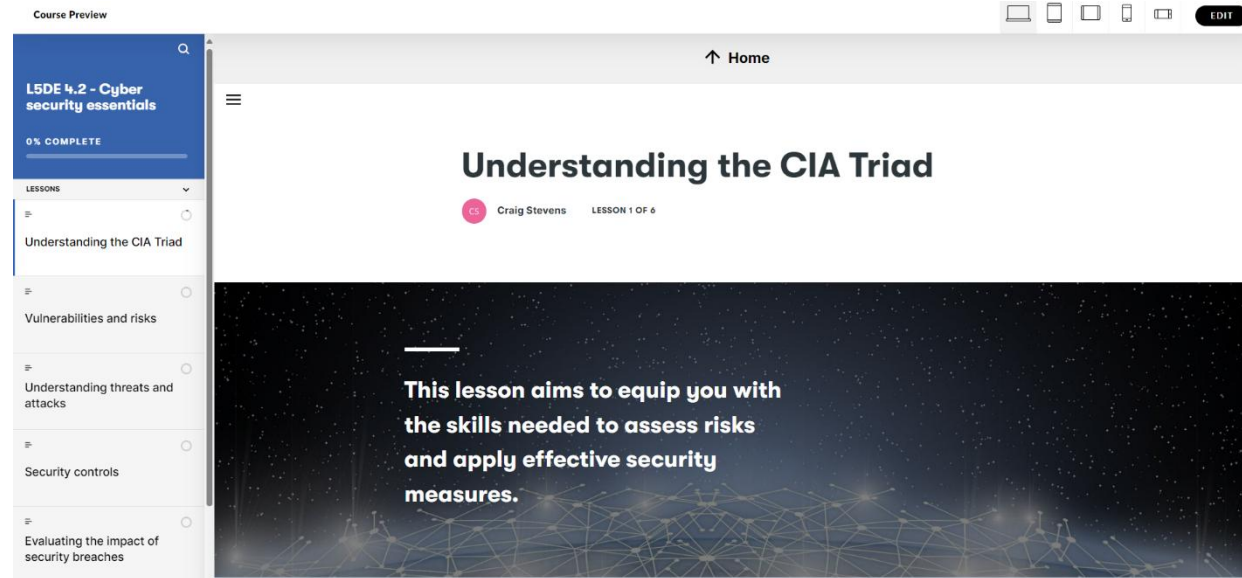 Course Preview
EDIT
L5DE 4.2 - Cyber
security essentials
0% COMPLETE
LESSONS
Understanding the CIA Triad
Vulnerabilities and risks
Understanding threats and
attacks
Security controls
Evaluating the impact of
security breaches
Home
Understanding the CIA Triad
CS
Craig Stevens
LESSON 1 OF 6
This lesson aims to equip you with
the skills needed to assess risks
and apply effective security
measures.